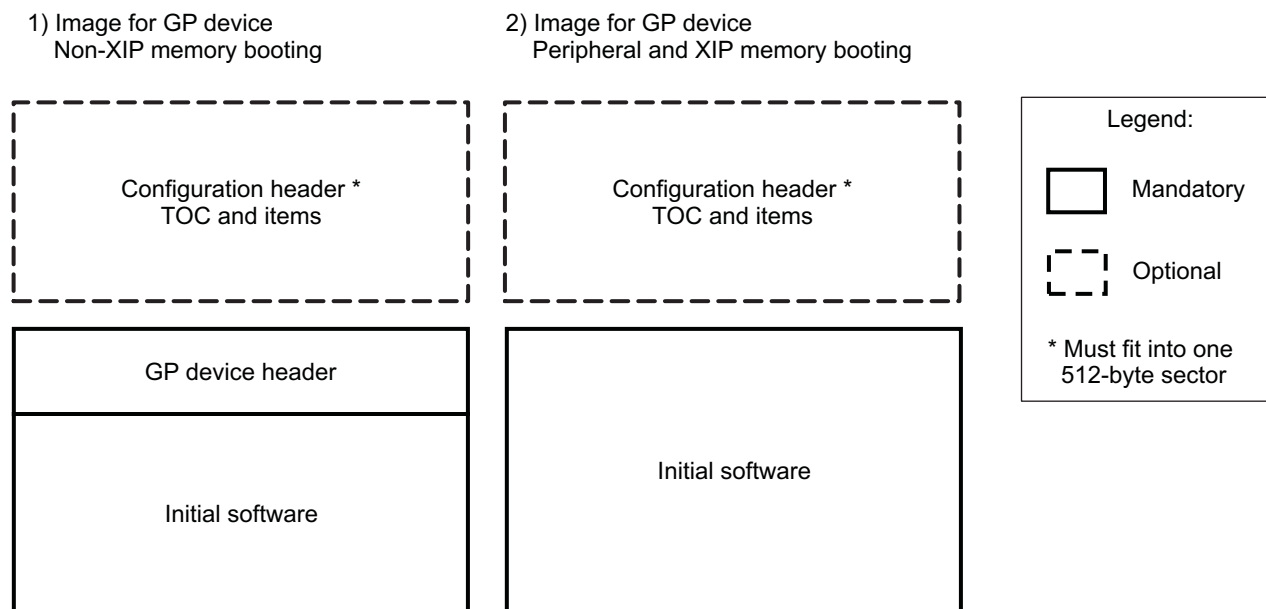 1) Image for GP device
Non-XIP memory booting
2) Image for GP device
Peripheral and XIP memory booting
Configuration header *
TOC and items
Configuration header *
TOC and items
GP device header
Initial software
Initial software
Legend:
Mandatory
Optional
* Must fit into one
512-byte sector